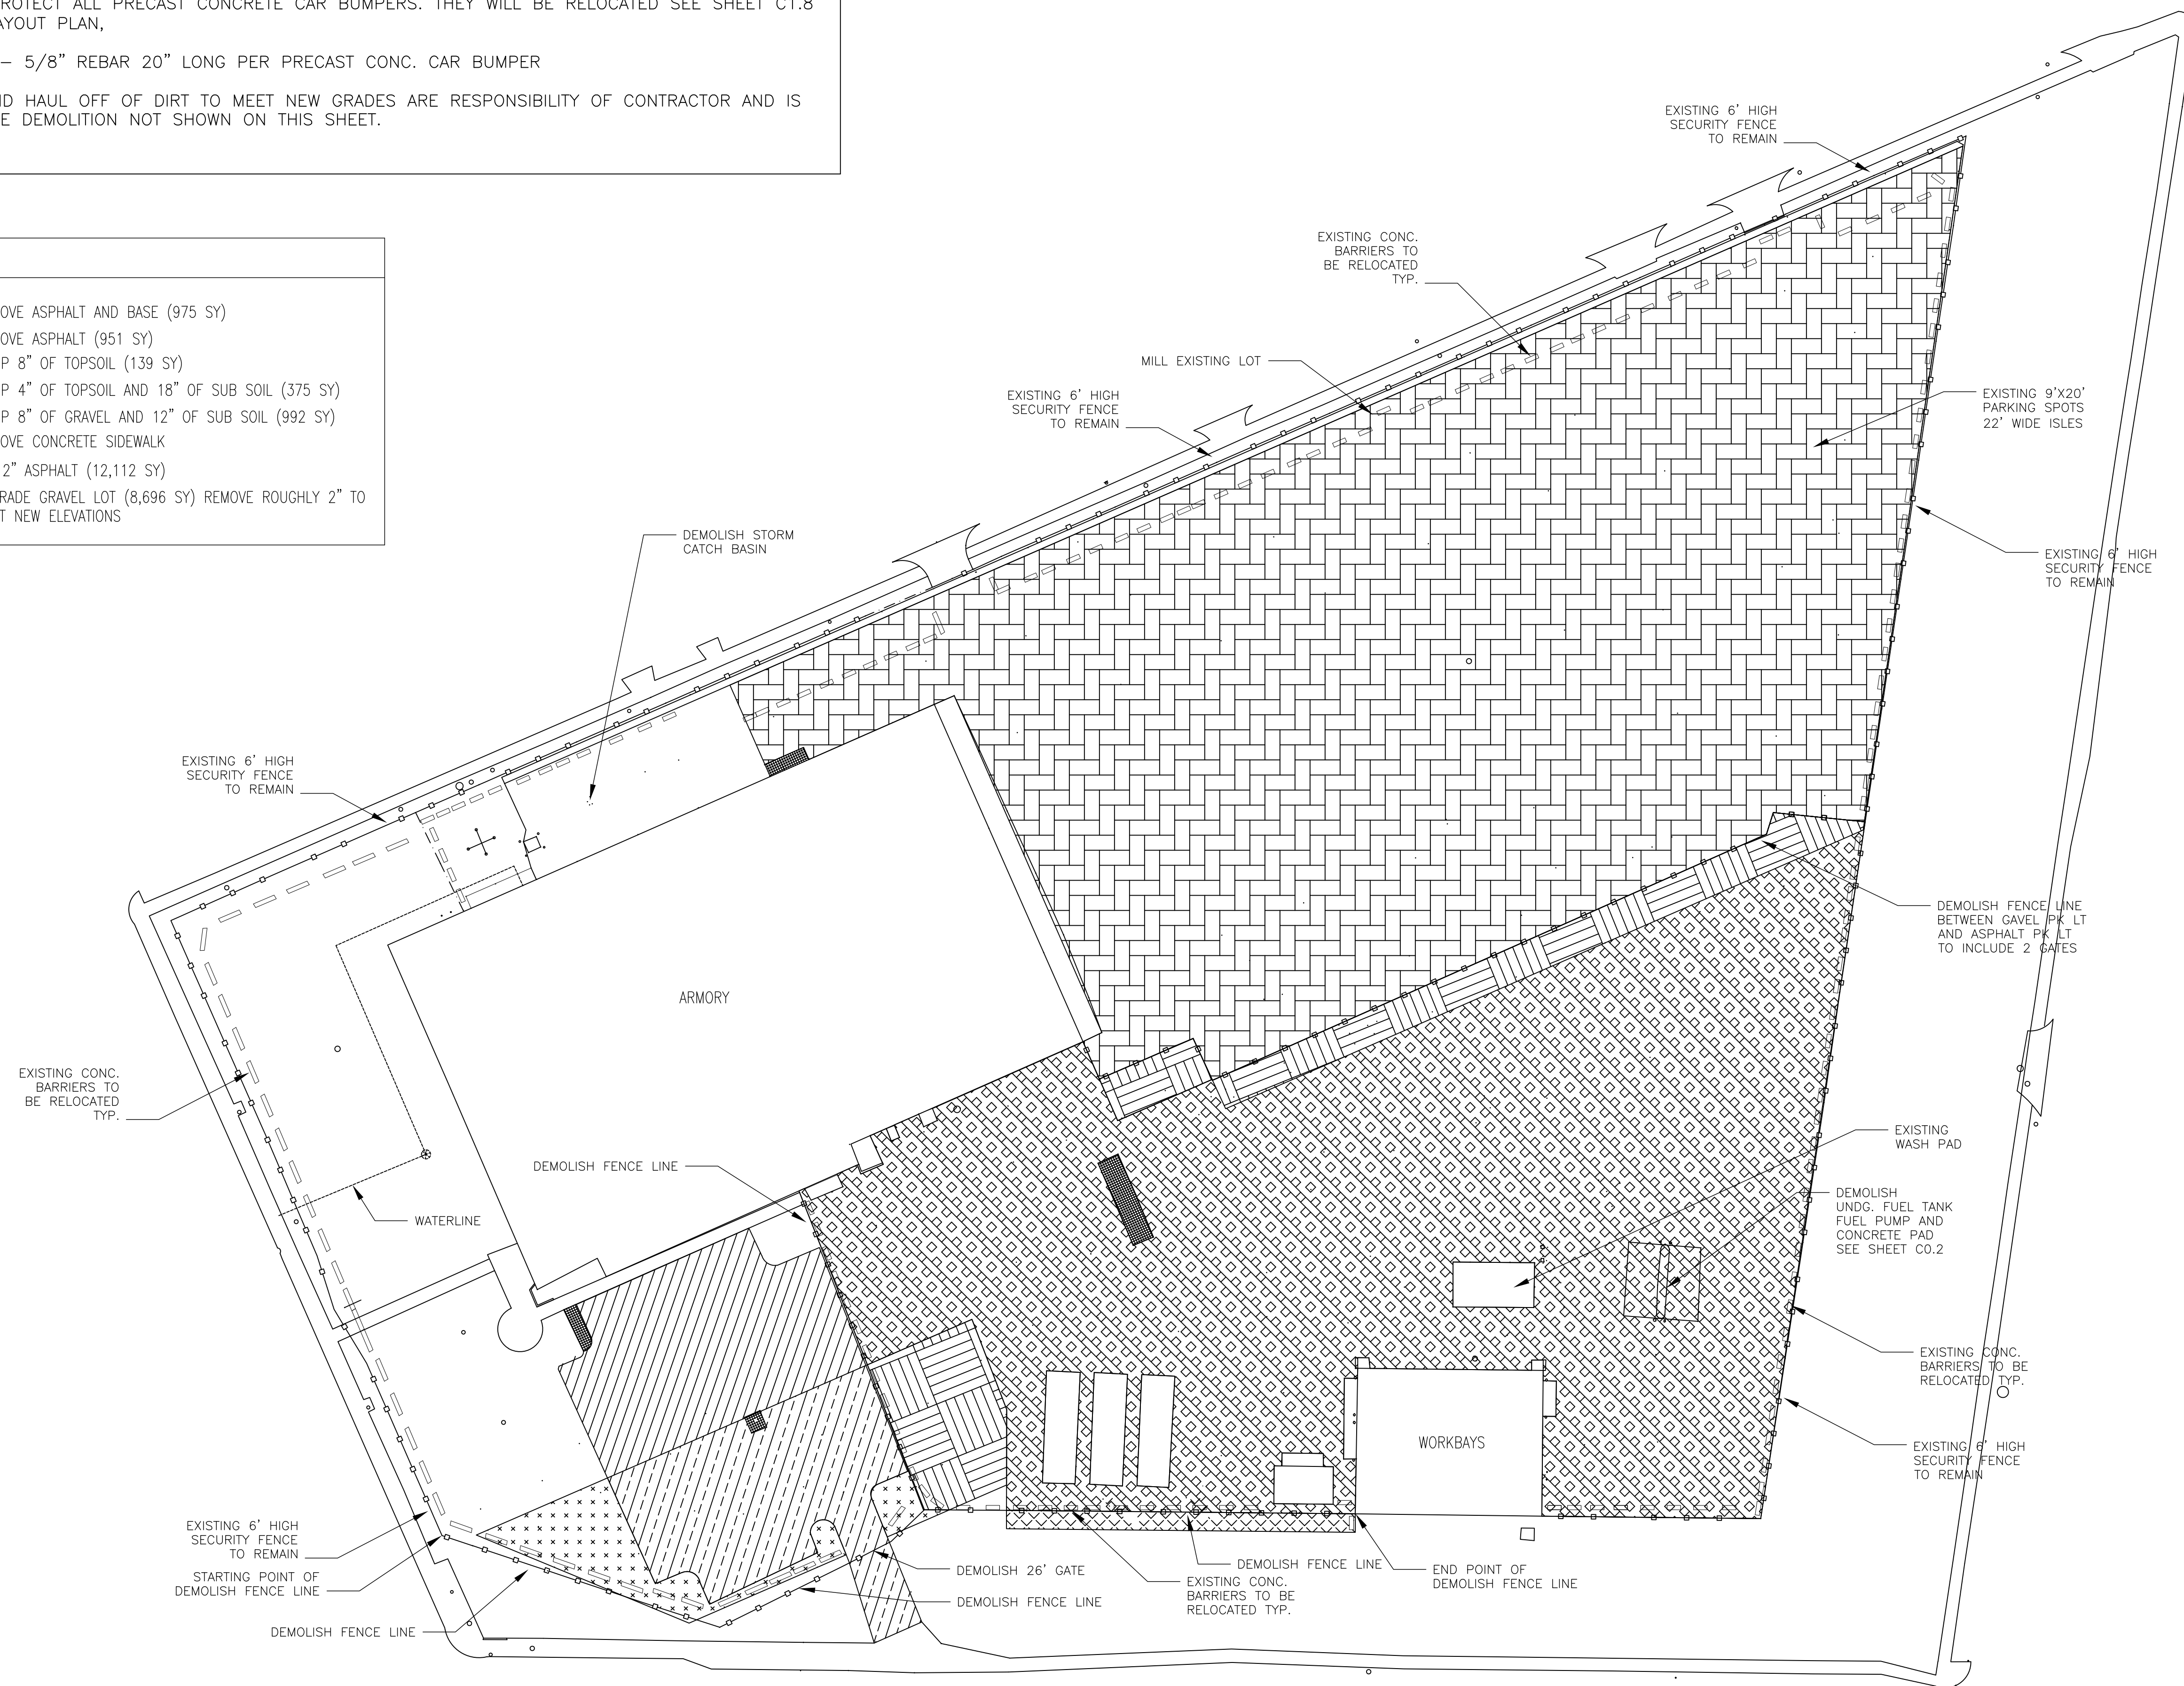 ROTECT ALL PRECAST CONCRETE CAR BUMPERS. THEY WILL BE RELOCATED SEE SHEET C1.8
AYOUT PLAN,
– 5/8" REBAR 20" LONG PER PRECAST CONC. CAR BUMPER
ND HAUL OFF OF DIRT TO MEET NEW GRADES ARE RESPONSIBILITY OF CONTRACTOR AND IS
E DEMOLITION NOT SHOWN ON THIS SHEET.
OVE ASPHALT AND BASE (975 SY)
OVE ASPHALT (951 SY)
P 8" OF TOPSOIL (139 SY)
P 4" OF TOPSOIL AND 18" OF SUB SOIL (375 SY)
P 8" OF GRAVEL AND 12" OF SUB SOIL (992 SY)
OVE CONCRETE SIDEWALK
2" ASPHALT (12,112 SY)
RADE GRAVEL LOT (8,696 SY) REMOVE ROUGHLY 2" TO
T NEW ELEVATIONS
EXISTING 6' HIGH
SECURITY FENCE
TO REMAIN
EXISTING CONC.
BARRIERS TO
BE RELOCATED
TYP.
MILL EXISTING LOT
EXISTING 6' HIGH
SECURITY FENCE
TO REMAIN
EXISTING 9'X20'
PARKING SPOTS
22' WIDE ISLES
DEMOLISH STORM
CATCH BASIN
EXISTING 6' HIGH
SECURITY FENCE
TO REMAIN
EXISTING 6' HIGH
SECURITY FENCE
TO REMAIN
DEMOLISH FENCE LINE
BETWEEN GAVEL PK LT
AND ASPHALT PK LT
TO INCLUDE 2 GATES
ARMORY
EXISTING CONC.
BARRIERS TO
BE RELOCATED
TYP.
EXISTING
WASH PAD
DEMOLISH FENCE LINE
WATERLINE
DEMOLISH
UNDG. FUEL TANK
FUEL PUMP AND
CONCRETE PAD
SEE SHEET C0.2
EXISTING CONC.
BARRIERS TO BE
RELOCATED TYP.
WORKBAYS
EXISTING 6' HIGH
SECURITY FENCE
TO REMAIN
EXISTING 6' HIGH
SECURITY FENCE
TO REMAIN
STARTING POINT OF
DEMOLISH FENCE LINE
DEMOLISH FENCE LINE
DEMOLISH 26' GATE
DEMOLISH FENCE LINE
DEMOLISH FENCE LINE
EXISTING CONC.
BARRIERS TO BE
RELOCATED TYP.
END POINT OF
DEMOLISH FENCE LINE